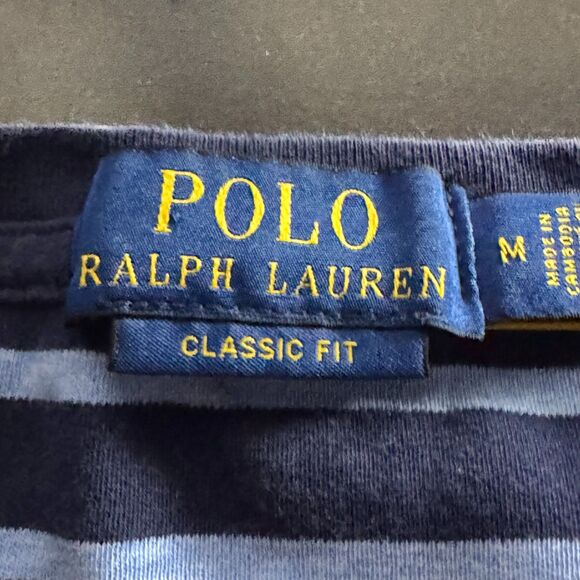 POLO
RALPH LAUREN
CLASSIC FIT
M
MADE IN
CAMBODIA